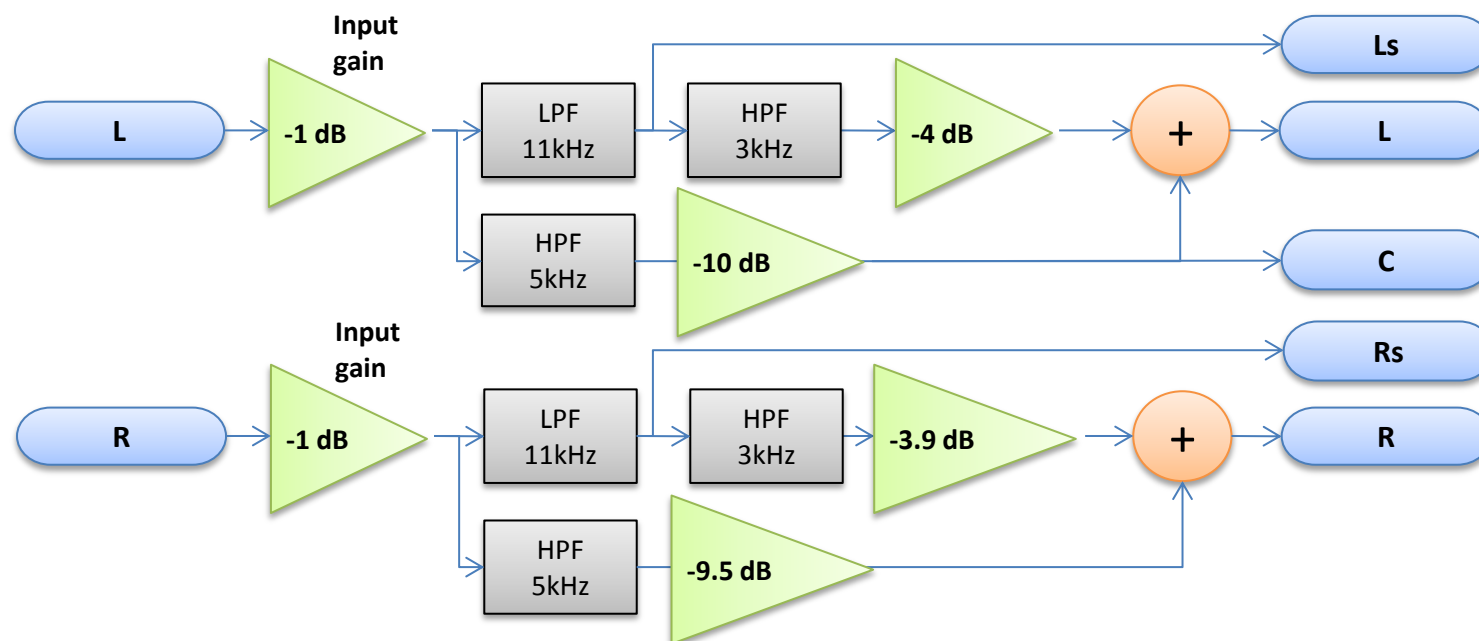 Input
gain
Ls
L
-1 dB
LPF
11kHz
HPF
3kHz
-4 dB
+
L
HPF
5kHz
-10 dB
C
Input
gain
Rs
R
-1 dB
LPF
11kHz
HPF
3kHz
-3.9 dB
+
R
HPF
5kHz
-9.5 dB